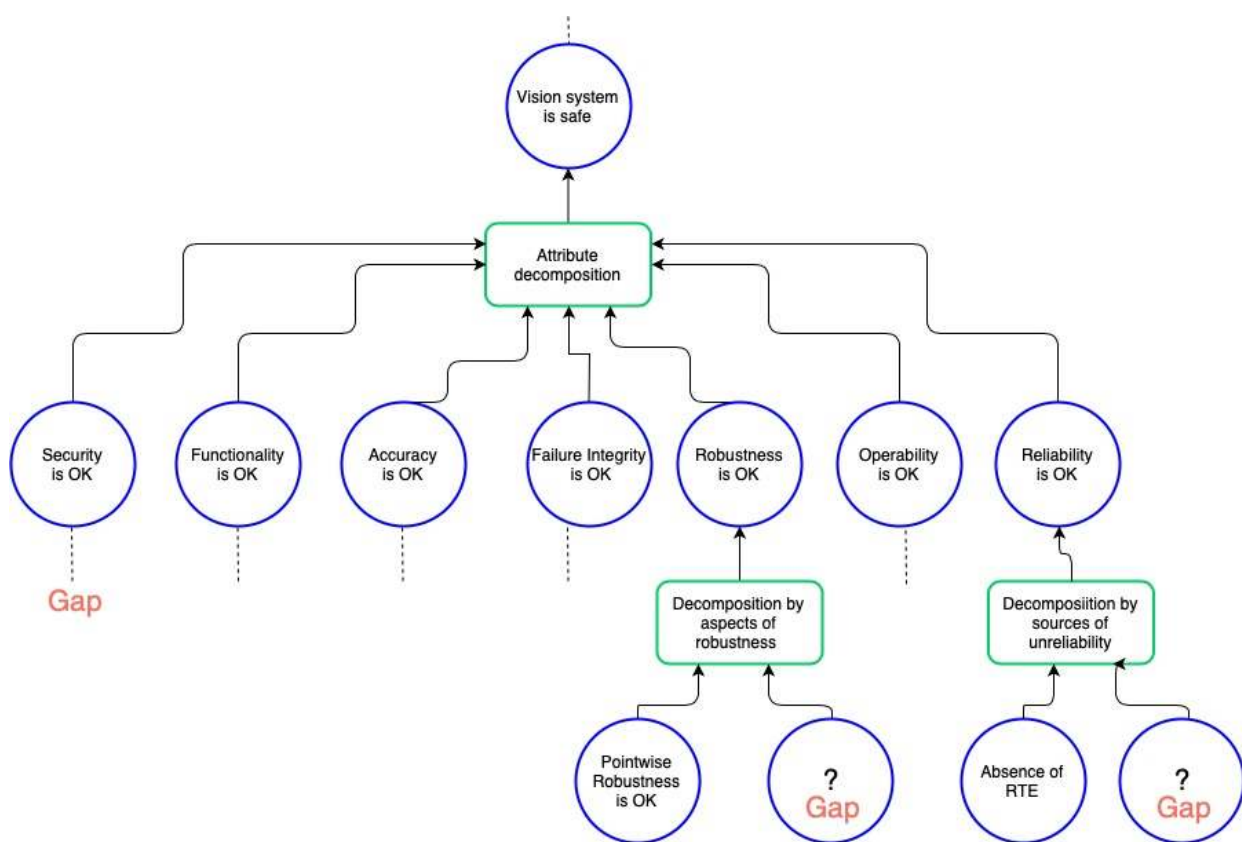 Vision system
is safe
Attribute
decomposition
Security
is OK
Functionality
is OK
Accuracy
is OK
Failure Integrity
is OK
Robustness
is OK
Operability
is OK
Reliability
is OK
Gap
Decomposition by
aspects of
robustness
Decomposiition by
sources of
unreliability
Pointwise
Robustness
is OK
?
Gap
Absence of
RTE
?
Gap